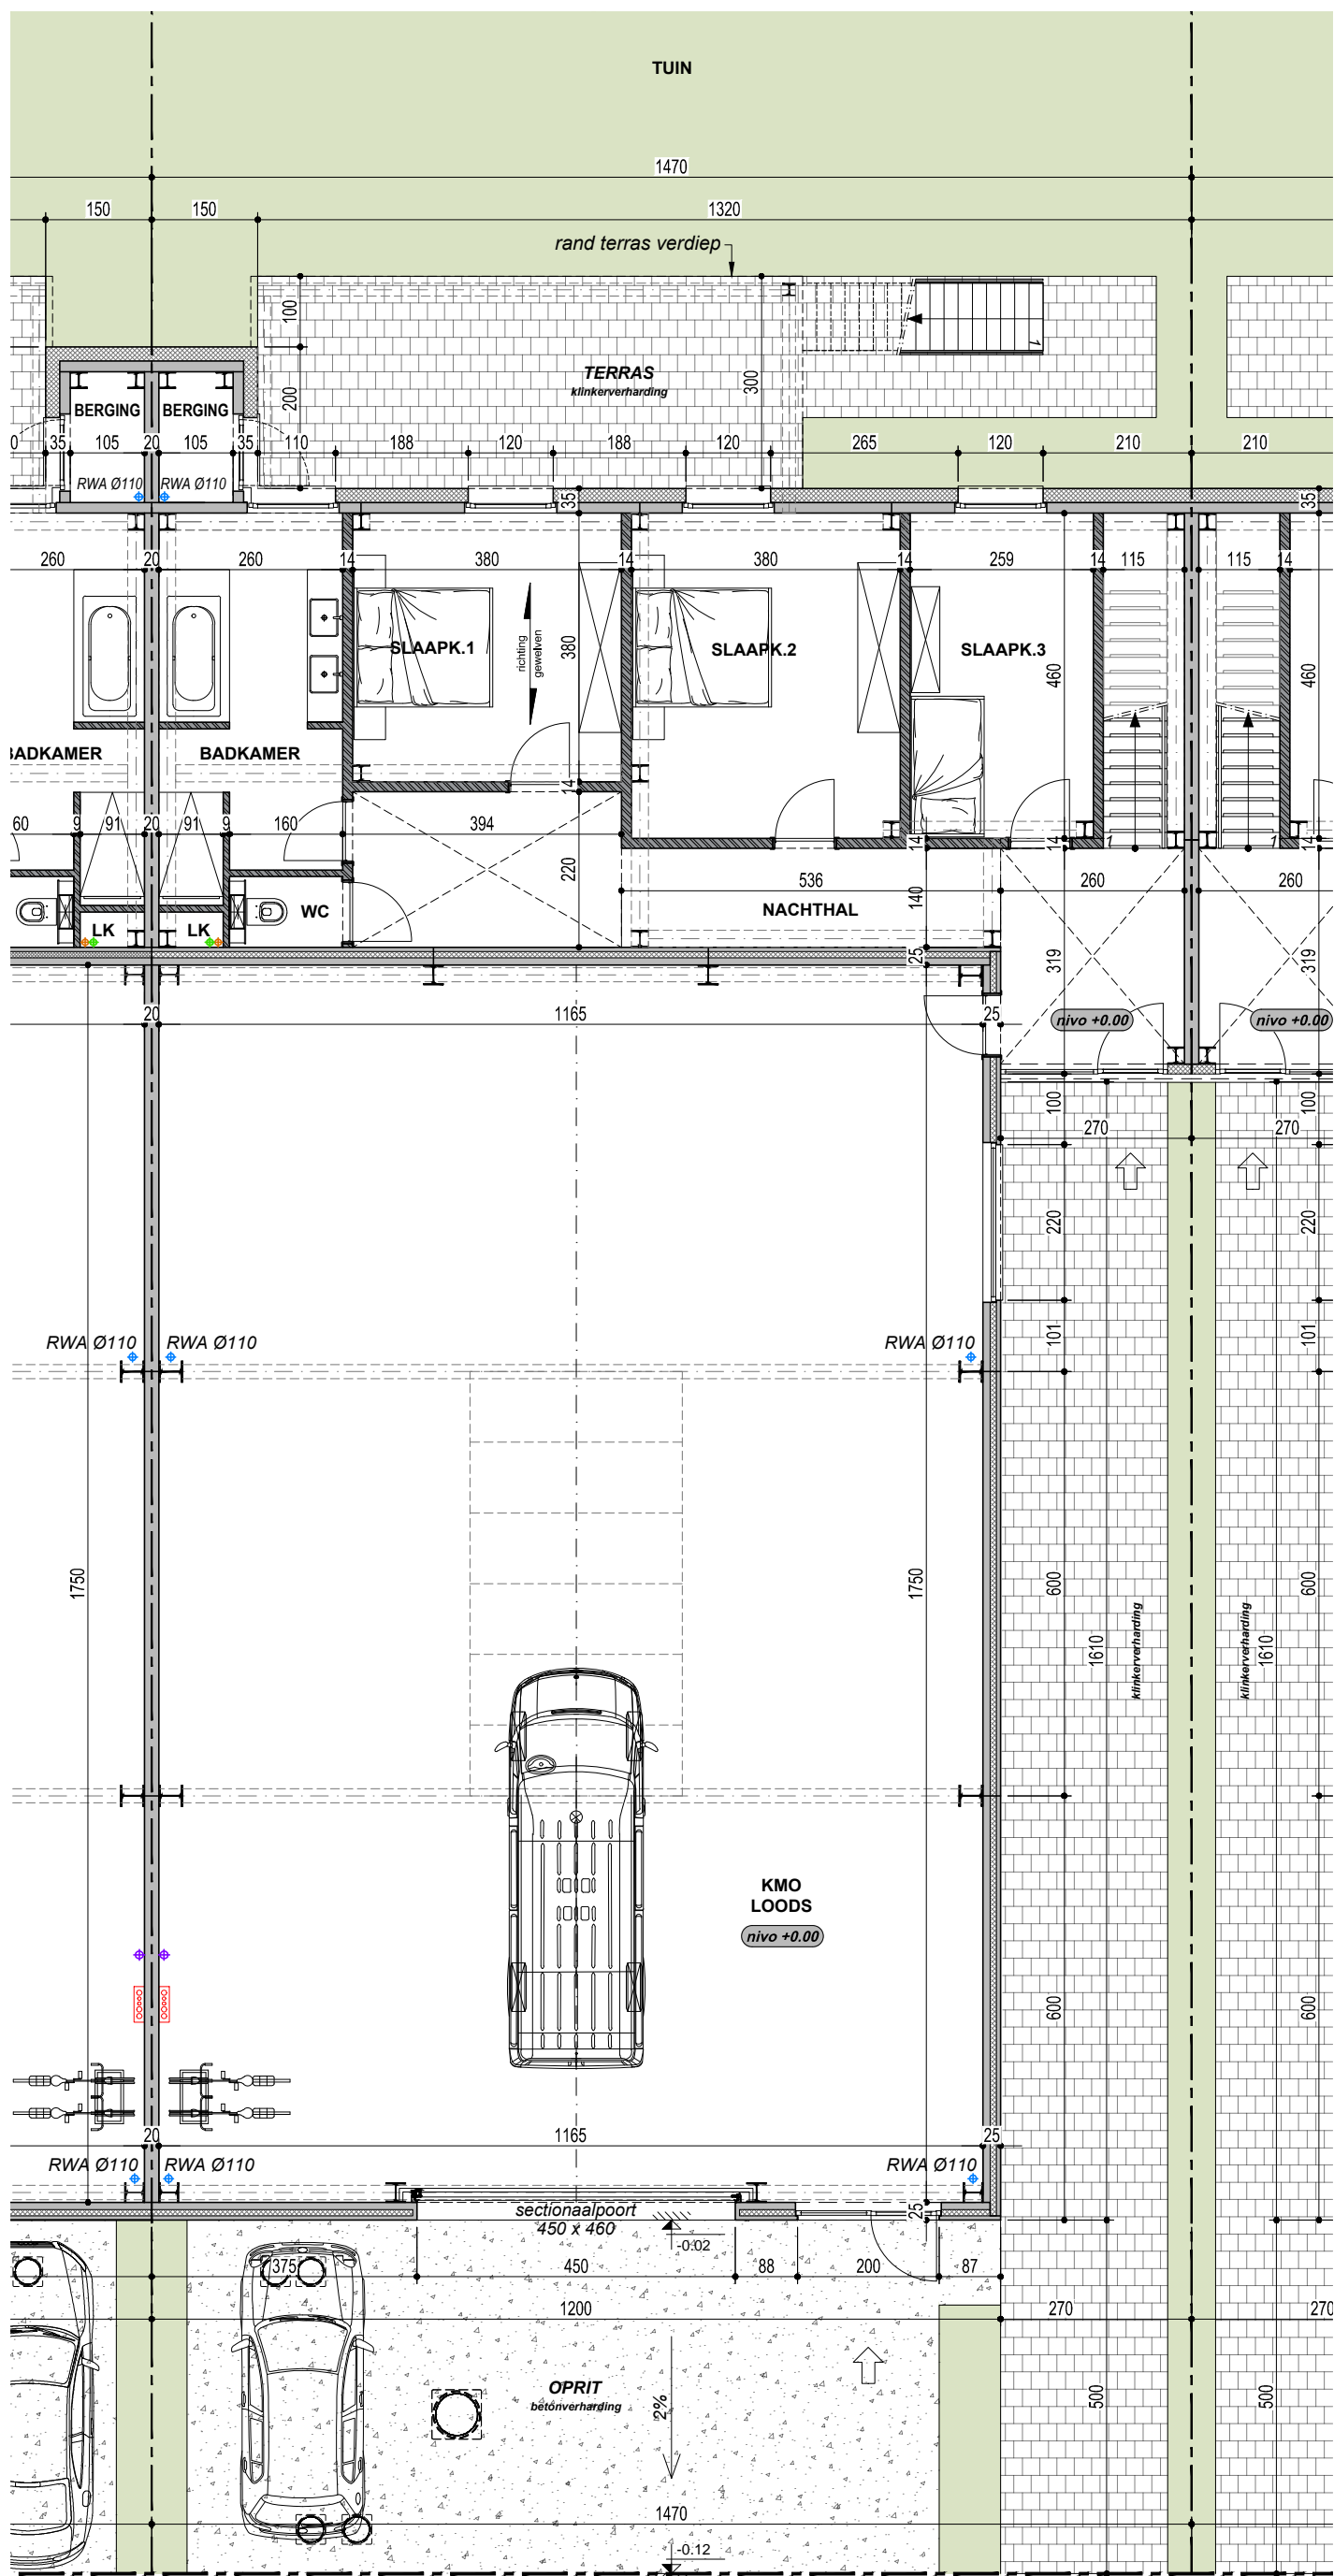 TUIN
1470
150
150
1320
rand terras verdiep
100
200
TERRAS
klinkerverharding
300
BERGING
BERGING
0
35
105
20
105
35
110
188
120
188
120
265
120
210
210
RWA Ø110
RWA Ø110
35
35
260
20
260
14
380
14
380
14
259
14
115
115
14
SLAAPK.1
richting
gewelven
380
SLAAPK.2
SLAAPK.3
460
460
BADKAMER
BADKAMER
14
60
9
91
20
91
9
160
394
14
14
1
1
14
220
536
140
260
260
WC
NACHTHAL
LK
LK
25
319
319
20
1165
25
nivo +0.00
nivo +0.00
100
100
270
270
220
220
RWA Ø110
RWA Ø110
RWA Ø110
101
101
1750
1750
600
600
klinkerverharding
klinkerverharding
1610
1610
KMO
LOODS
nivo +0.00
600
600
20
1165
25
RWA Ø110
RWA Ø110
RWA Ø110
sectionaalpoort
450 x 460
25
-0.02
375
450
88
200
87
1200
270
270
OPRIT
betonverharding
2%
500
500
1470
-0.12